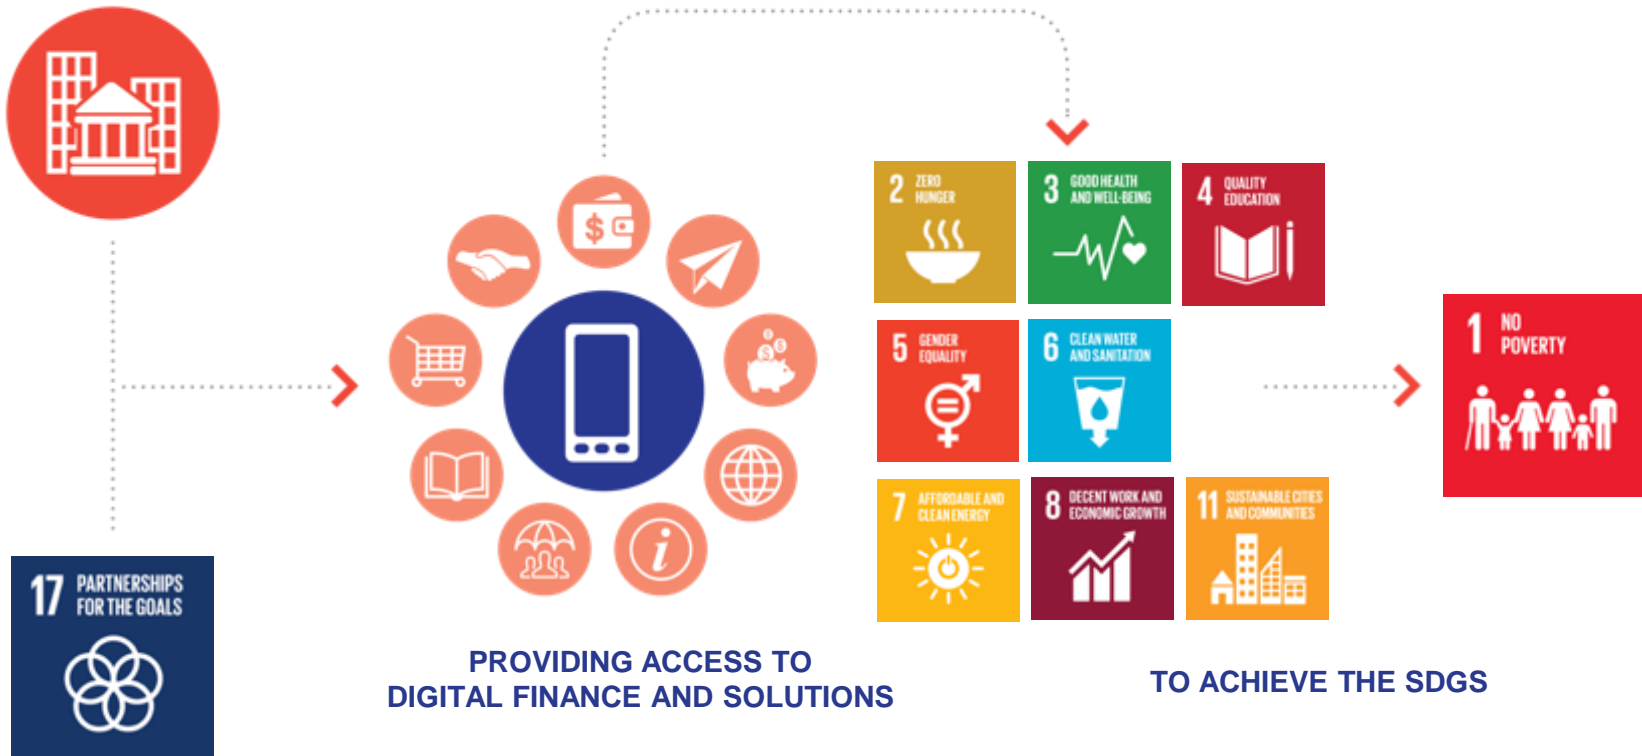 2 ZERO
HUNGER
3 GOOD HEALTH
AND WELL-BEING
4 QUALITY
EDUCATION
5 GENDER
EQUALITY
6 CLEAN WATER
AND SANITATION
1 NO
POVERTY
7 AFFORDABLE AND
CLEAN ENERGY
8 DECENT WORK AND
ECONOMIC GROWTH
11 SUSTAINABLE CITIES
AND COMMUNITIES
17 PARTNERSHIPS
FOR THE GOALS
$
$
$
$
i
PROVIDING ACCESS TO
DIGITAL FINANCE AND SOLUTIONS
TO ACHIEVE THE SDGS